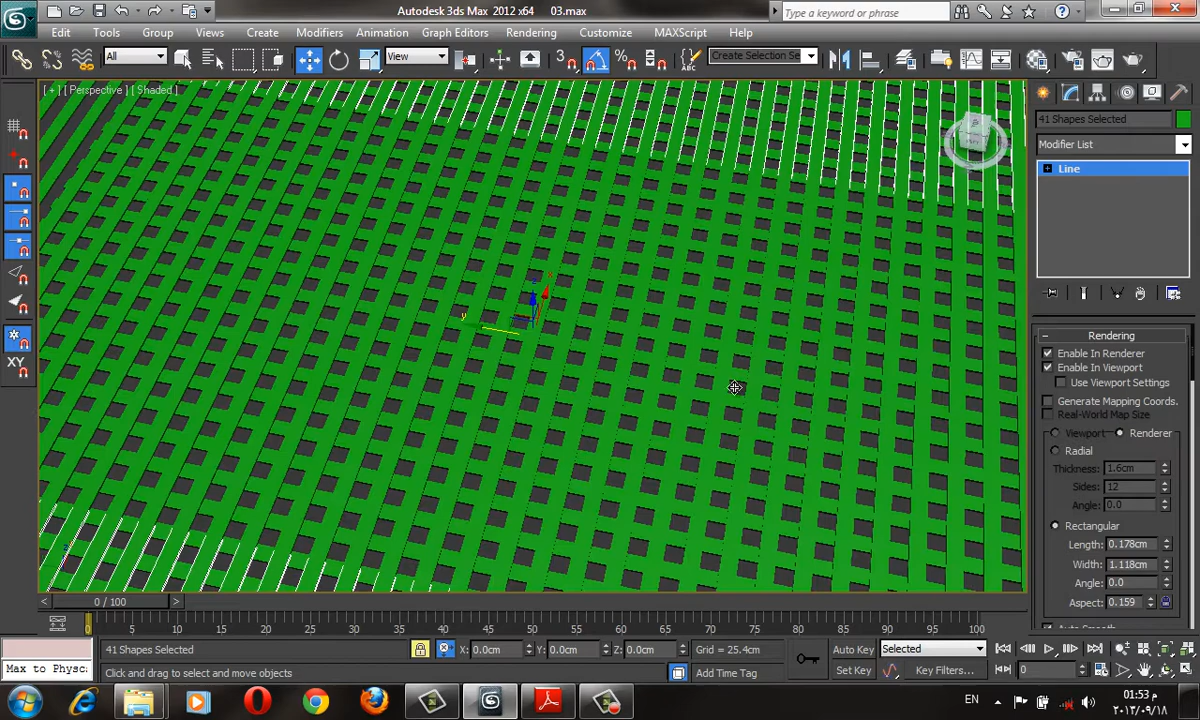 Autodesk 3ds Max 2012 x64 03.max
Type a keyword or phrase
Edit Tools Group Views Create Modifiers Animation Graph Editors Rendering Customize MAXScript Help
All View Create Selection Se
[ + ] [ Perspective ] [ Shaded ]
41 Shapes Selected
Modifier List
Line
x
y
Rendering
Enable In Renderer
Enable In Viewport
Use Viewport Settings
Generate Mapping Coords.
Real-World Map Size
Viewport Renderer
Radial
Thickness: 1.6cm
Sides: 12
Angle: 0.0
Rectangular
Length: 0.178cm
Width: 1.118cm
Angle: 0.0
Aspect: 0.159
Auto Smooth
XY
< 0 / 100 >
0 5 10 15 20 25 30 35 40 45 50 55 60 65 70 75 80 85 90 95 100
41 Shapes Selected X: 0.0cm Y: 0.0cm Z: 0.0cm Grid = 25.4cm Auto Key Selected
Max to Physc Click and drag to select and move objects Add Time Tag Set Key Key Filters... 0
EN 01:53 م
٢٠١٣/٠٩/١٨